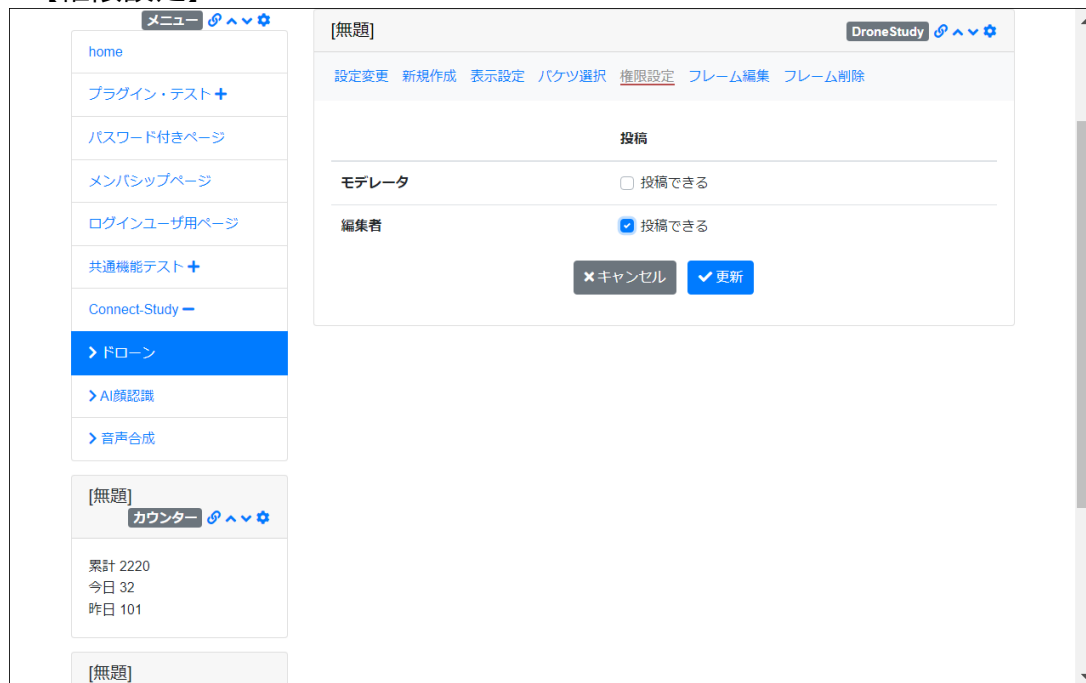 メニュー
home
プラグイン・テスト
パスワード付きページ
メンバシップページ
ログインユーザ用ページ
共通機能テスト
Connect-Study
ドローン
AI顔認識
音声合成
[無題]
カウンター
累計 2220
今日 32
昨日 101
[無題]
[無題]
DroneStudy
設定変更 新規作成 表示設定 バケツ選択 権限設定 フレーム編集 フレーム削除
投稿
モデレータ 投稿できる
編集者 投稿できる
キャンセル 更新